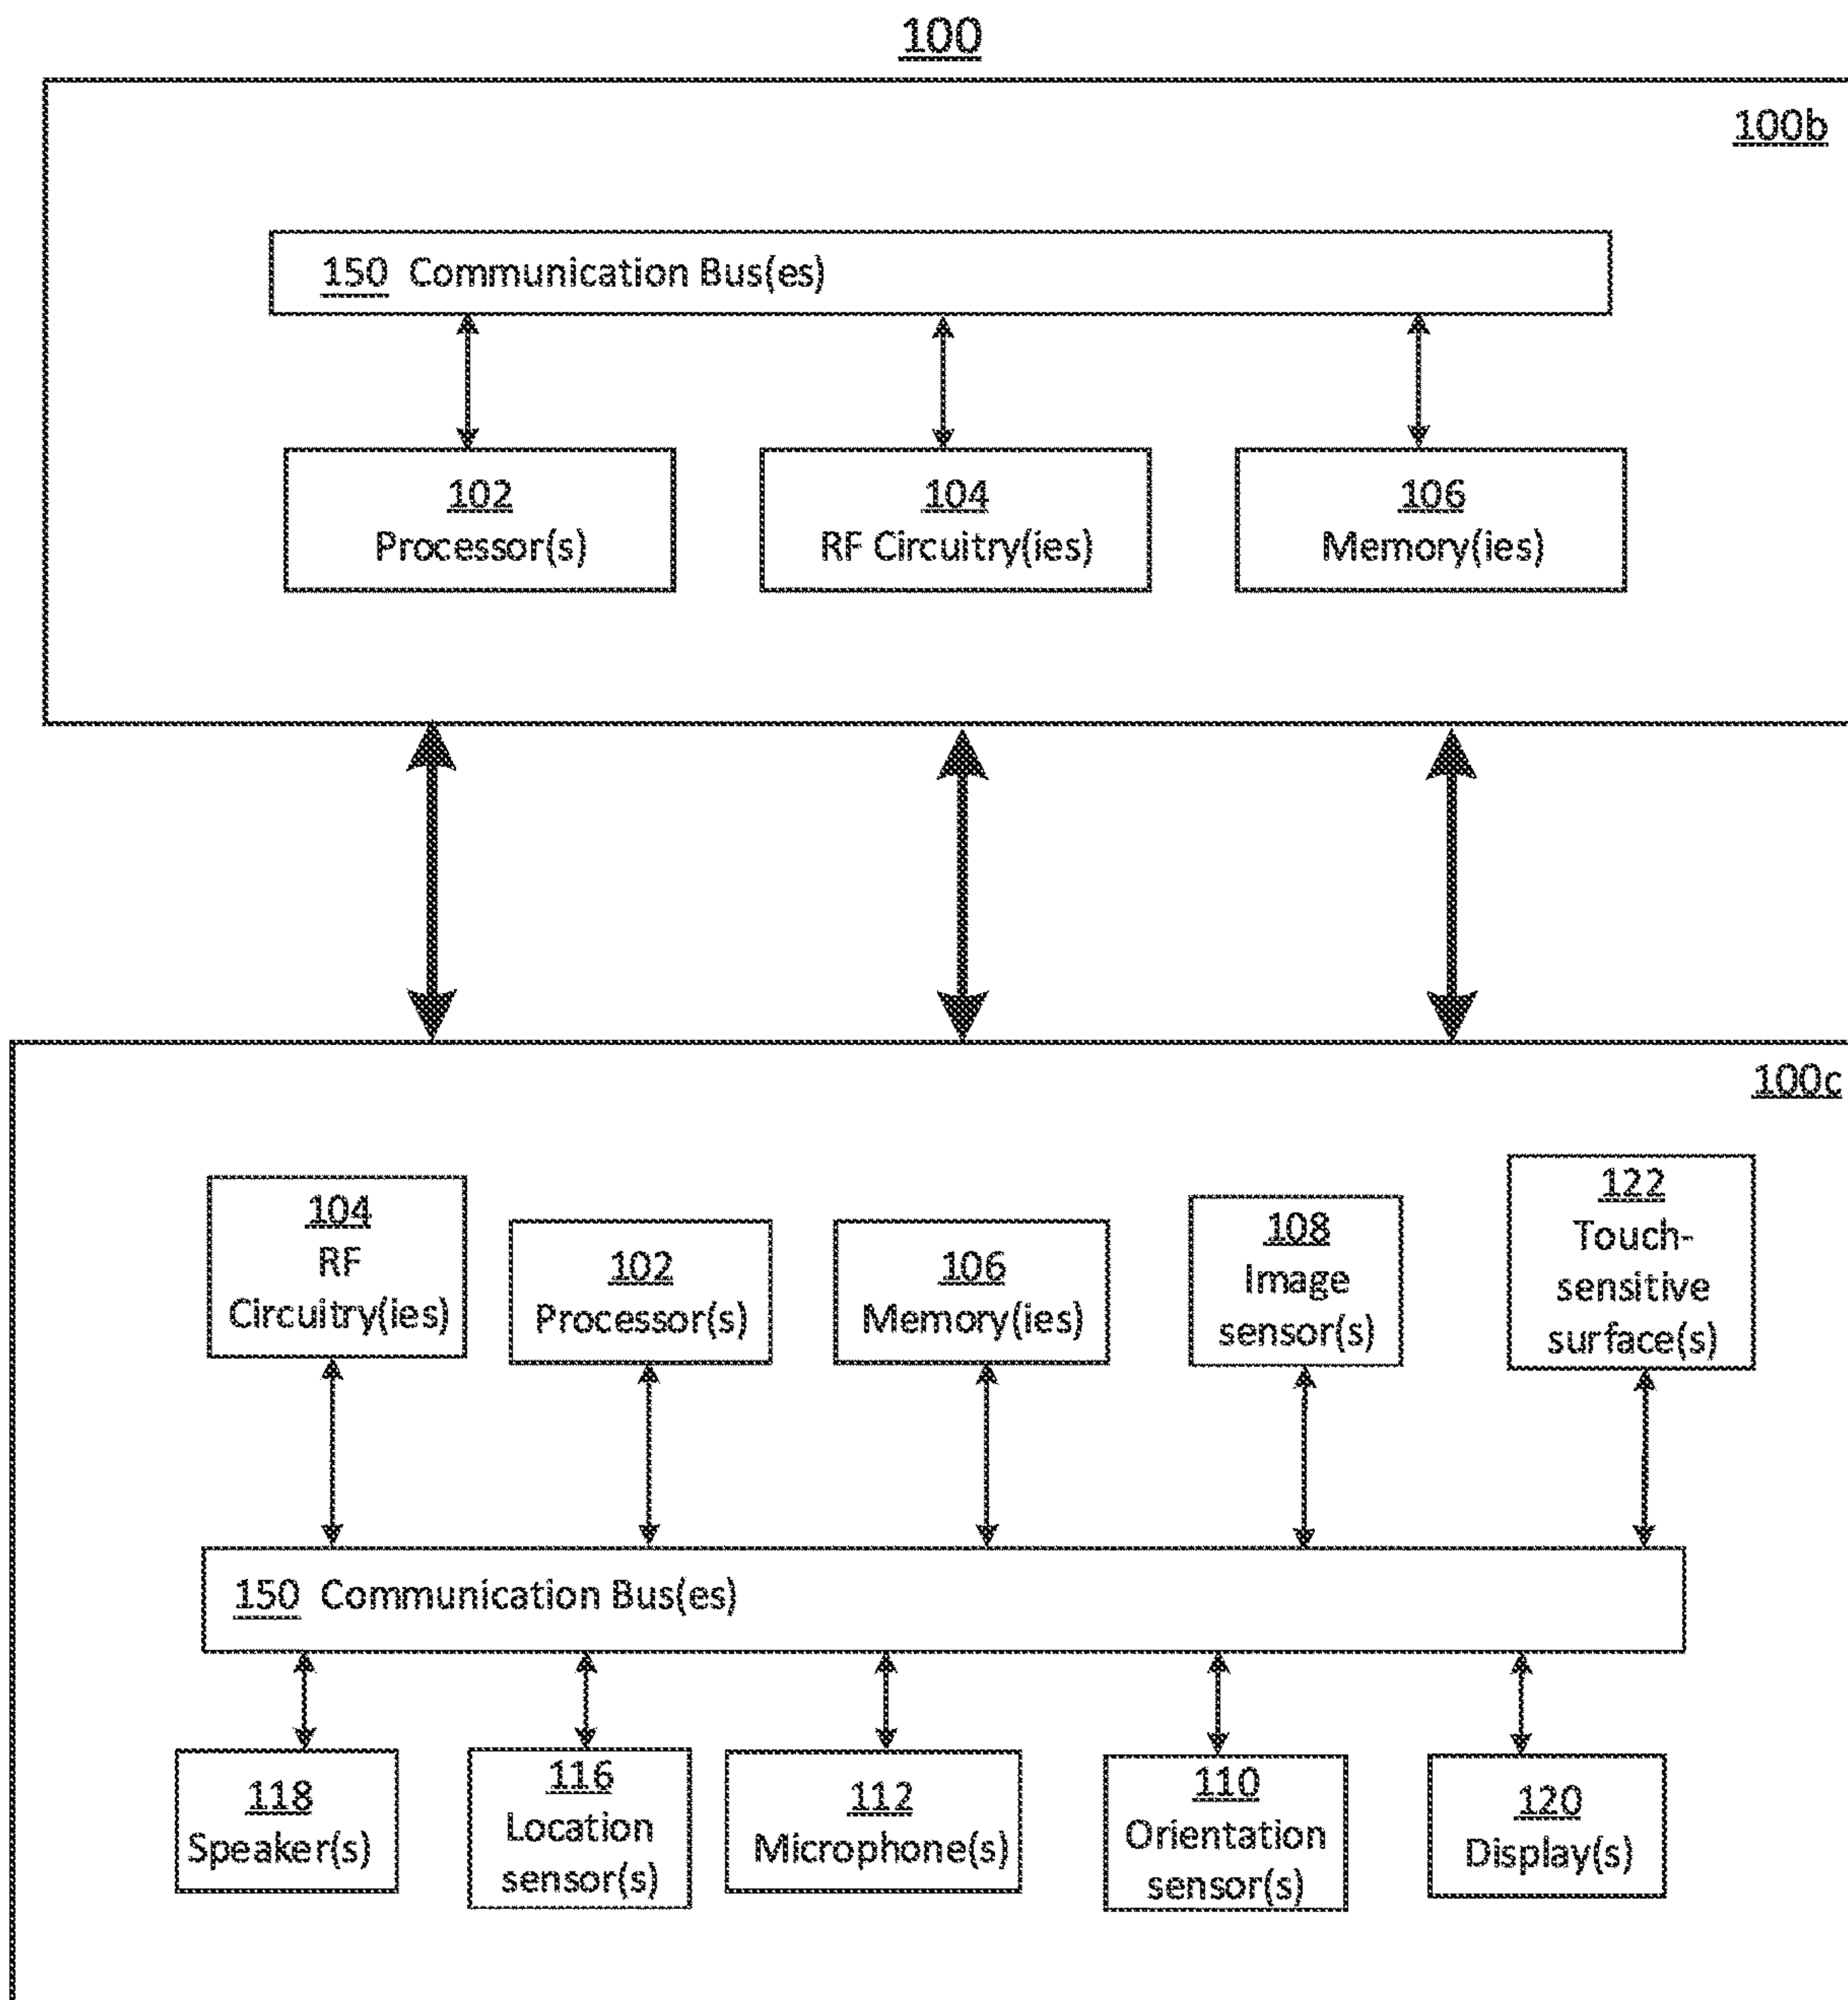 100
100b
150 Communication Bus(es)
102
Processor(s)
104
RF Circuitry(ies)
106
Memory(ies)
100c
104
RF
Circuitry(ies)
102
Processor(s)
106
Memory(ies)
108
Image
sensor(s)
122
Touch-
sensitive
surface(s)
150 Communication Bus(es)
118
Speaker(s)
116
Location
sensor(s)
112
Microphone(s)
110
Orientation
sensor(s)
120
Display(s)